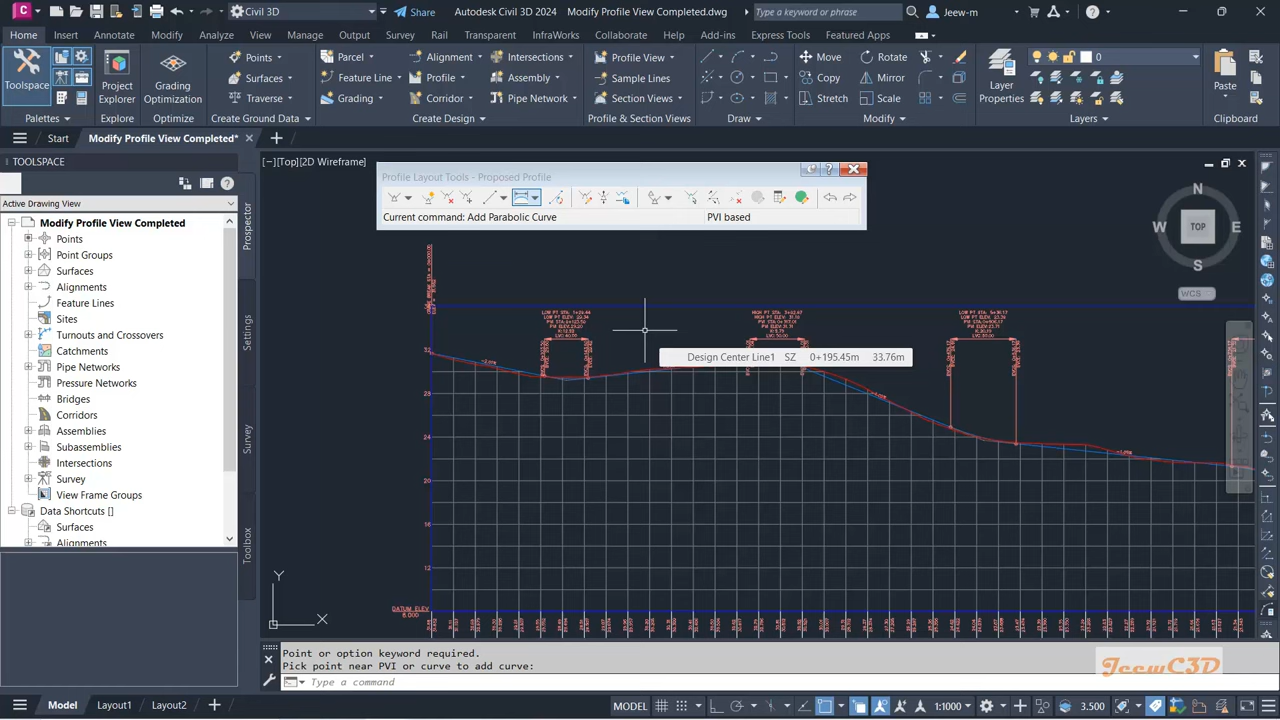 Civil 3D
Share
Autodesk Civil 3D 2024
Modify Profile View Completed.dwg
Type a keyword or phrase
Jeew-m
Home Insert Annotate Modify Analyze View Manage Output Survey Rail Transparent InfraWorks Collaborate Help Add-ins Express Tools Featured Apps
Toolspace
Palettes
Project Explorer
Explore
Grading Optimization
Optimize
Points
Surfaces
Traverse
Create Ground Data
Parcel
Feature Line
Grading
Alignment
Profile
Corridor
Intersections
Assembly
Pipe Network
Create Design
Profile View
Sample Lines
Section Views
Profile & Section Views
Draw
Move
Copy
Stretch
Rotate
Mirror
Scale
Modify
Layer Properties
0
Layers
Paste
Clipboard
Start
Modify Profile View Completed*
TOOLSPACE
Active Drawing View
Modify Profile View Completed
Points
Point Groups
Surfaces
Alignments
Feature Lines
Sites
Turnouts and Crossovers
Catchments
Pipe Networks
Pressure Networks
Bridges
Corridors
Assemblies
Subassemblies
Intersections
Survey
View Frame Groups
Data Shortcuts []
Surfaces
Alignments
Prospector
Settings
Survey
Toolbox
[−][Top][2D Wireframe]
Profile Layout Tools - Proposed Profile
Current command: Add Parabolic Curve
PVI based
N
W TOP E
S
WCS
Design Center Line1 SZ 0+195.45m 33.76m
32
28
24
20
16
12
DATUM ELEV
6.000
Y
X
Point or option keyword required.
Pick point near PVI or curve to add curve:
Type a command
JeewC3D
Model Layout1 Layout2
MODEL
1:1000
3.500